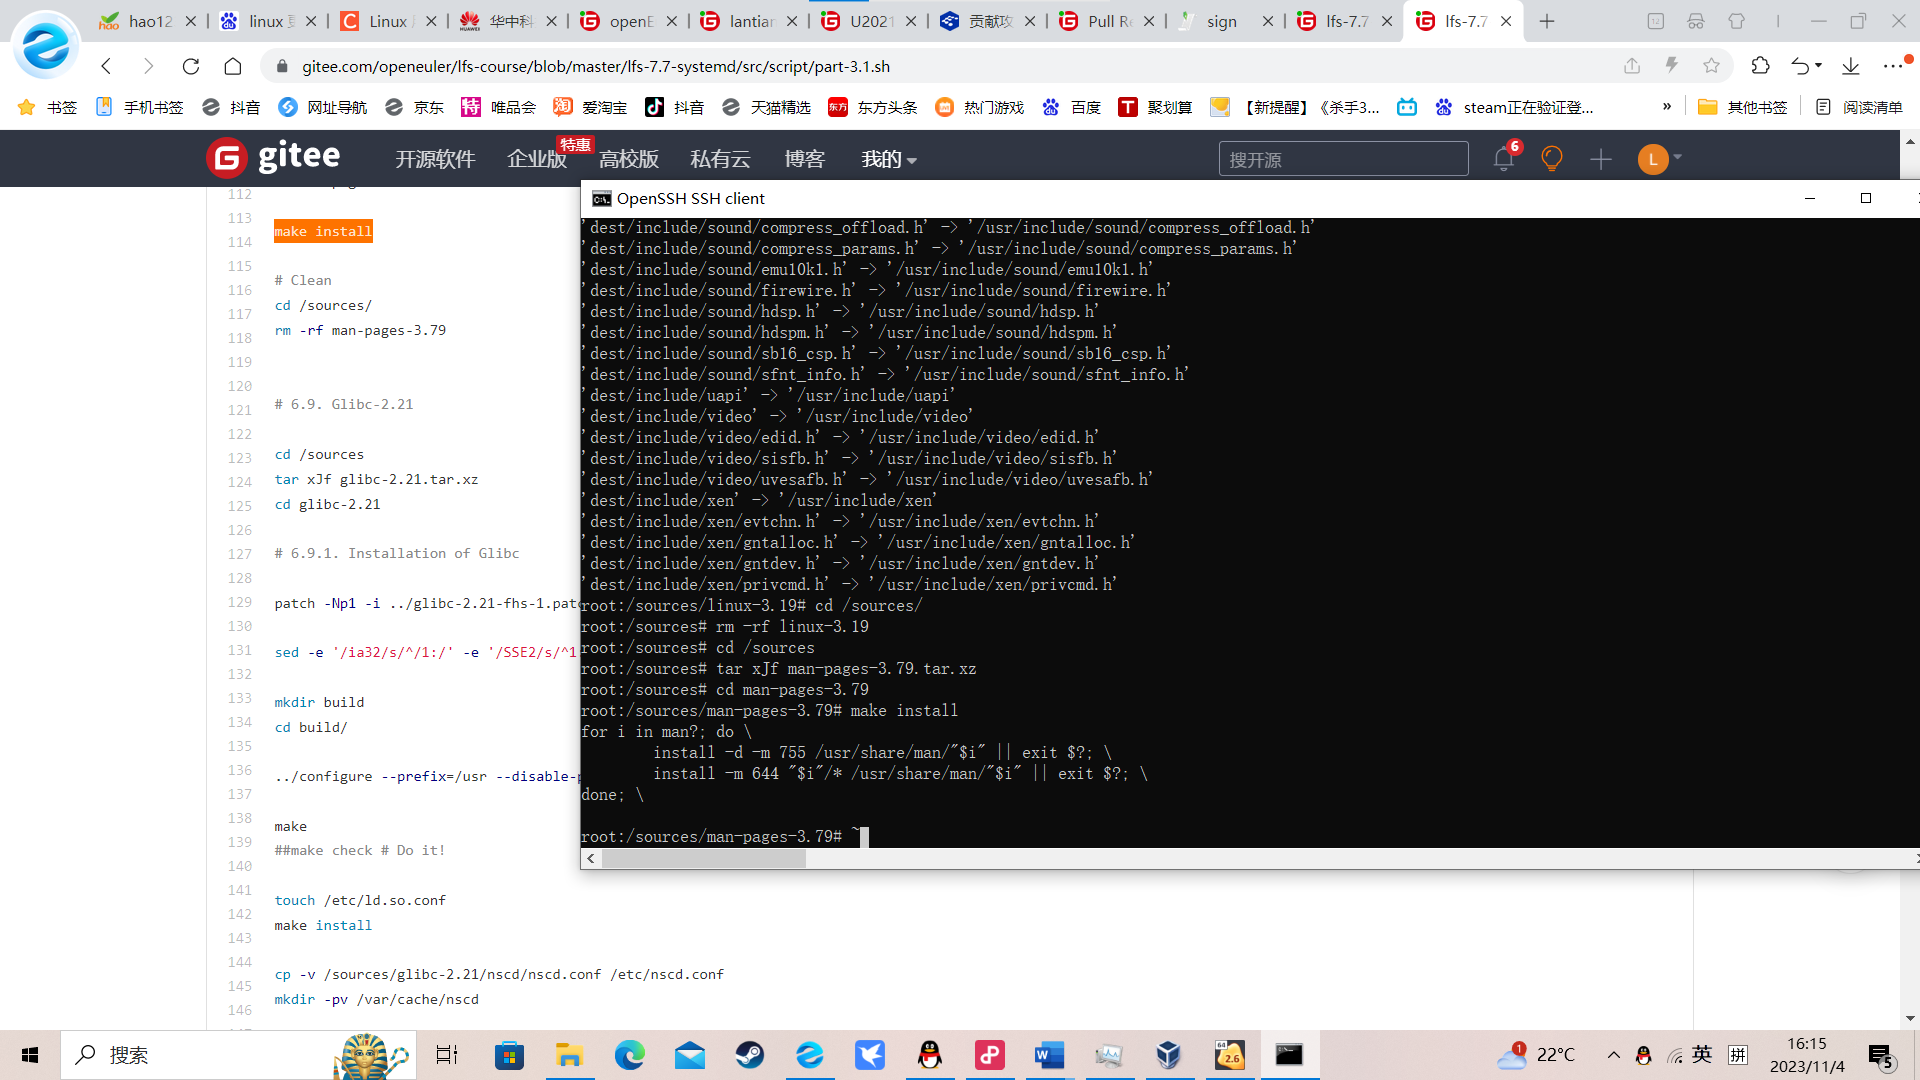 hao12
linux 更
Linux 
华中科
openE
lantian
U2021
贡献攻
Pull Re
sign
lfs-7.7
lfs-7.7
gitee.com/openeuler/lfs-course/blob/master/lfs-7.7-systemd/src/script/part-3.1.sh
书签
手机书签
抖音
网址导航
京东
唯品会
爱淘宝
抖音
天猫精选
东方头条
热门游戏
百度
聚划算
【新提醒】《杀手3...
steam正在验证登...
»
其他书签
阅读清单
gitee
开源软件
企业版
特惠
高校版
私有云
博客
我的
搜开源
6
L
112
113
114 make install
115
116 # Clean
117 cd /sources/
118 rm -rf man-pages-3.79
119
120
121 # 6.9. Glibc-2.21
122
123 cd /sources
124 tar xJf glibc-2.21.tar.xz
125 cd glibc-2.21
126
127 # 6.9.1. Installation of Glibc
128
129 patch -Np1 -i ../glibc-2.21-fhs-1.patc
130
131 sed -e '/ia32/s/^/1:/' -e '/SSE2/s/^1
132
133 mkdir build
134 cd build/
135
136 ../configure --prefix=/usr --disable-p
137
138 make
139 ##make check # Do it!
140
141 touch /etc/ld.so.conf
142 make install
143
144
145 cp -v /sources/glibc-2.21/nscd/nscd.conf /etc/nscd.conf
146 mkdir -pv /var/cache/nscd
OpenSSH SSH client
'dest/include/sound/compress_offload.h' -> '/usr/include/sound/compress_offload.h'
'dest/include/sound/compress_params.h' -> '/usr/include/sound/compress_params.h'
'dest/include/sound/emu10k1.h' -> '/usr/include/sound/emu10k1.h'
'dest/include/sound/firewire.h' -> '/usr/include/sound/firewire.h'
'dest/include/sound/hdsp.h' -> '/usr/include/sound/hdsp.h'
'dest/include/sound/hdspm.h' -> '/usr/include/sound/hdspm.h'
'dest/include/sound/sb16_csp.h' -> '/usr/include/sound/sb16_csp.h'
'dest/include/sound/sfnt_info.h' -> '/usr/include/sound/sfnt_info.h'
'dest/include/uapi' -> '/usr/include/uapi'
'dest/include/video' -> '/usr/include/video'
'dest/include/video/edid.h' -> '/usr/include/video/edid.h'
'dest/include/video/sisfb.h' -> '/usr/include/video/sisfb.h'
'dest/include/video/uvesafb.h' -> '/usr/include/video/uvesafb.h'
'dest/include/xen' -> '/usr/include/xen'
'dest/include/xen/evtchn.h' -> '/usr/include/xen/evtchn.h'
'dest/include/xen/gntalloc.h' -> '/usr/include/xen/gntalloc.h'
'dest/include/xen/gntdev.h' -> '/usr/include/xen/gntdev.h'
'dest/include/xen/privcmd.h' -> '/usr/include/xen/privcmd.h'
root:/sources/linux-3.19# cd /sources/
root:/sources# rm -rf linux-3.19
root:/sources# cd /sources
root:/sources# tar xJf man-pages-3.79.tar.xz
root:/sources# cd man-pages-3.79
root:/sources/man-pages-3.79# make install
for i in man?; do \
install -d -m 755 /usr/share/man/"$i" || exit $?; \
install -m 644 "$i"/* /usr/share/man/"$i" || exit $?; \
done; \
root:/sources/man-pages-3.79# ~
搜索
1
22°C
英
拼
16:15
2023/11/4
5